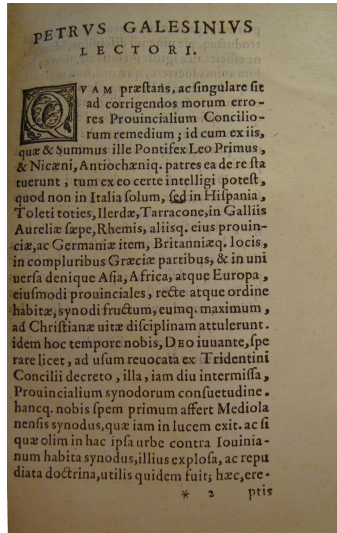 PETRVS GALESINIVS
LECTORI.
QVAM præstãs, ac singulare sit
ad corrigendos morum erro-
res Prouincialium Concilio-
rum remedium; id cum ex iis,
quæ & Summus ille Pontifex Leo Primus,
& Nicæni, Antiochæniq. patres ea de re sta
tuerunt, tum ex eo certe intelligi potest,
quod non in Italia solum, sed in Hispania,
Toleti toties, Ilerdæ, Tarracone, in Galliis
Aureliæ sæpe, Rhemis, aliisq. eius prouin-
ciæ, ac Germaniæ item, Britanniæq. locis,
in compluribus Græciæ partibus, & in uni
uersa denique Asia, Africa, atque Europa,
eiusmodi prouinciales, recte atque ordine
habitæ, synodi fructum, eumq. maximum,
ad Christianæ uitæ disciplinam attulerunt.
idem hoc tempore nobis, DEO iuuante, spe
rare licet, ad usum reuocata ex Tridentini
Concilii decreto, illa, iam diu intermissa,
Prouincialium synodorum consuetudine.
hancq. nobis spem primum affert Mediola
nensis synodus, quæ iam in lucem exit. ac si
quæ olim in hac ipsa urbe contra Iouinia-
num habita synodus, illius explosa, ac repu
diata doctrina, utilis quidem fuit; hæc, ere-
* 2 ptis